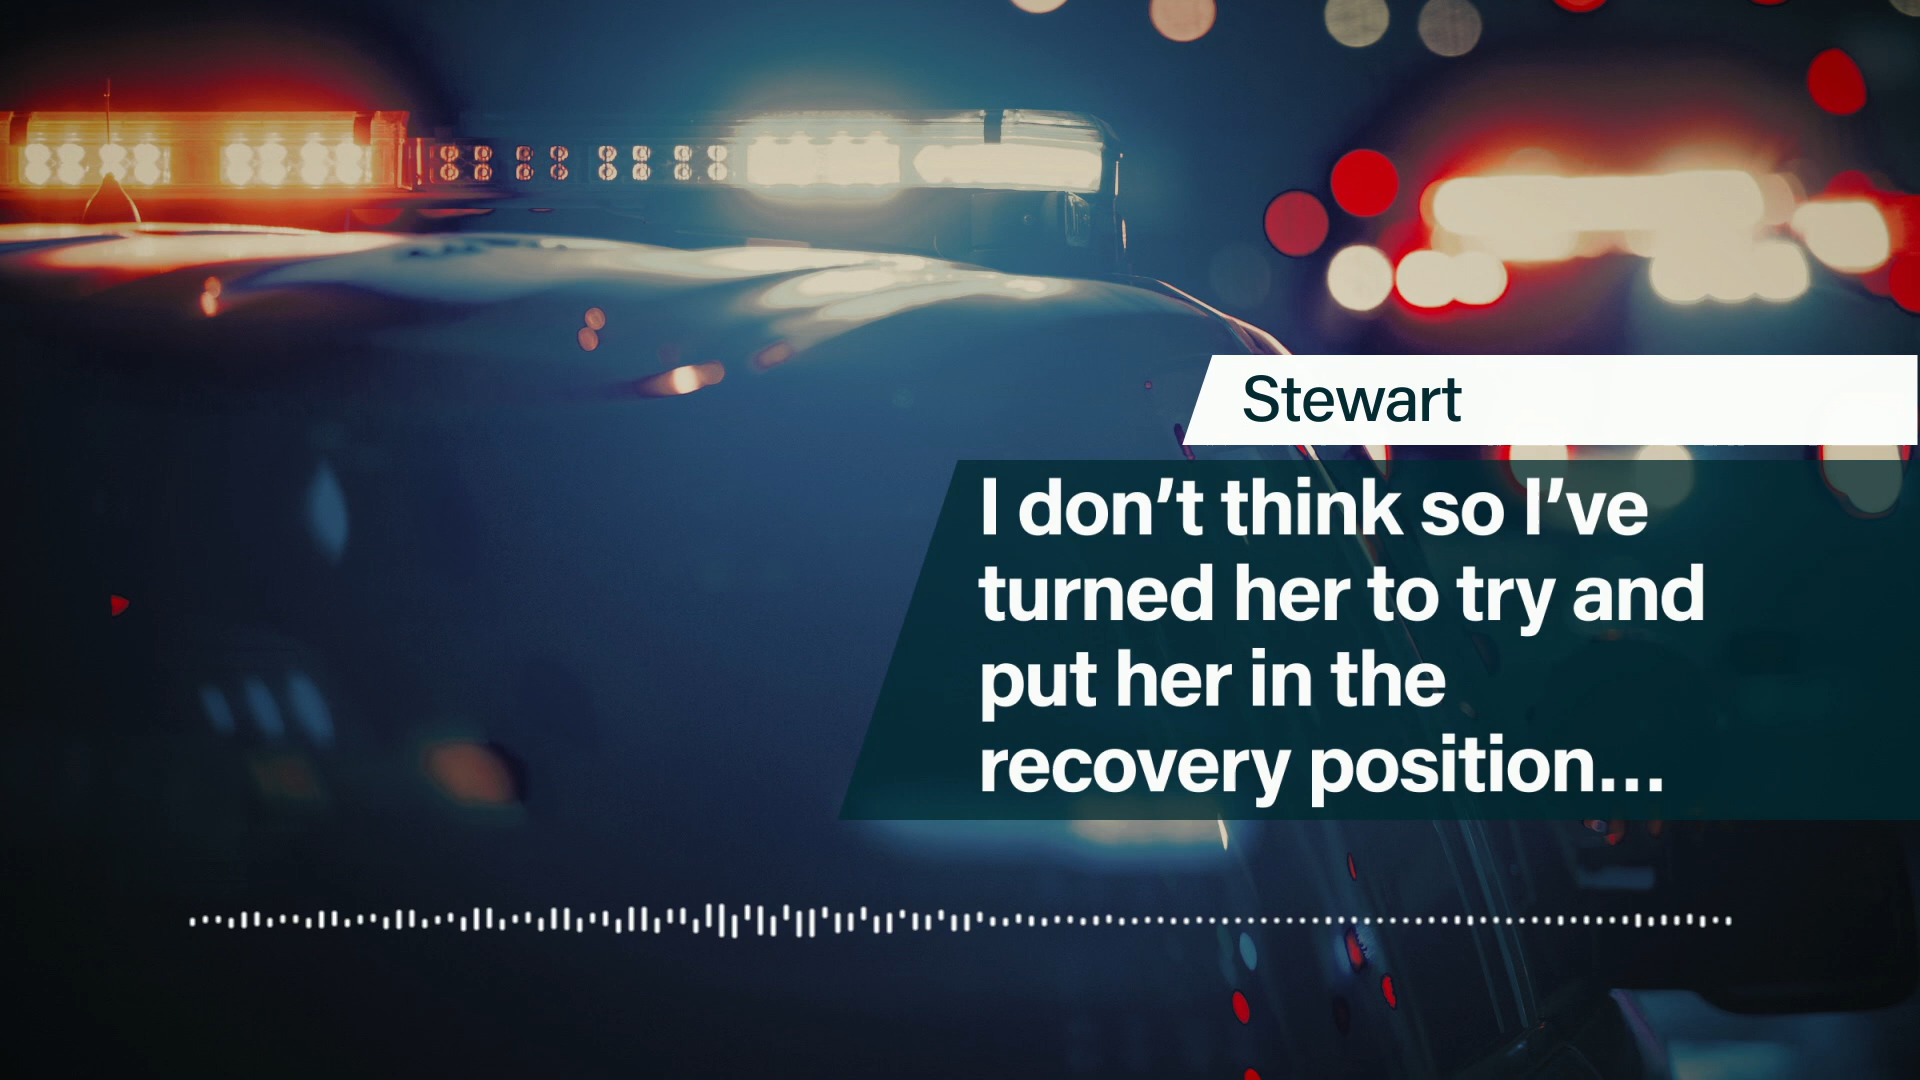 Stewart
I don’t think so I’ve
turned her to try and
put her in the
recovery position...